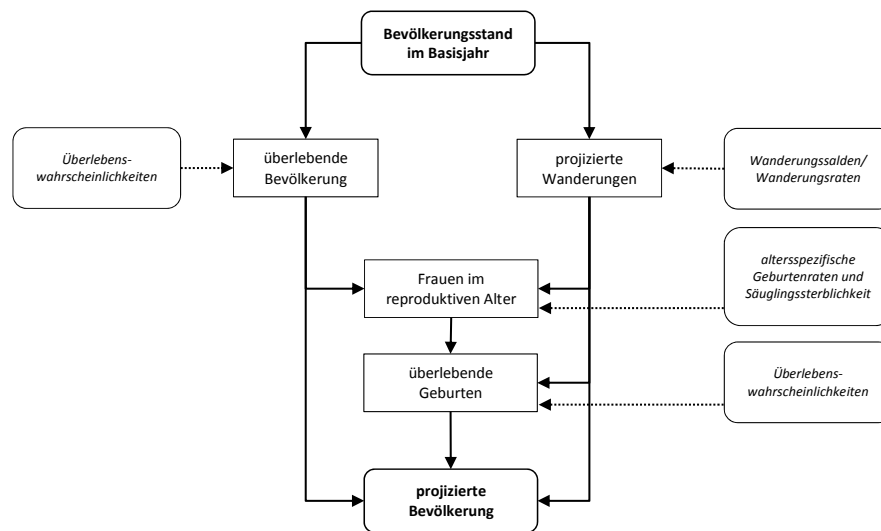 Bevölkerungsstand
im Basisjahr
Überlebens-
wahrscheinlichkeiten
überlebende
Bevölkerung
projizierte
Wanderungen
Wanderungssalden/
Wanderungsraten
Frauen im
reproduktiven Alter
altersspezifische
Geburtenraten und
Säuglingssterblichkeit
überlebende
Geburten
Überlebens-
wahrscheinlichkeiten
projizierte
Bevölkerung